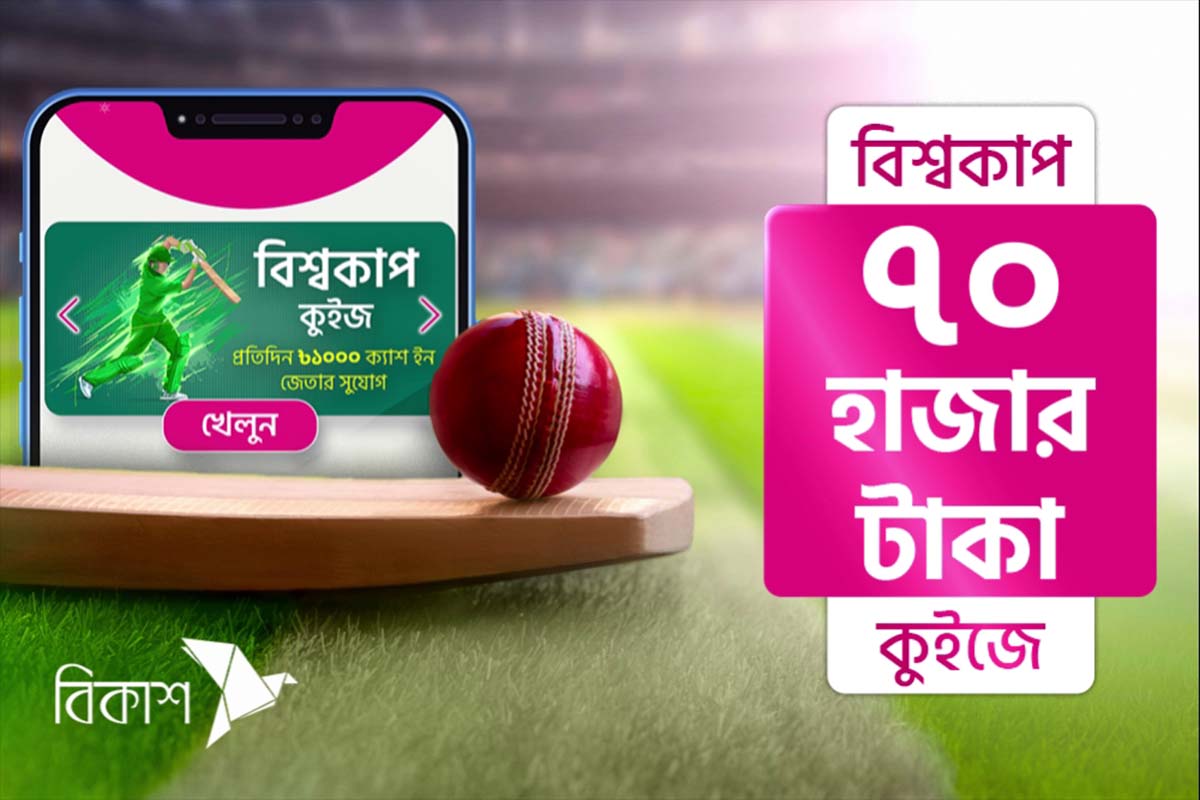 বিশ্বকাপ
কুইজ
প্রতিদিন ৳১০০০ ক্যাশ ইন
জেতার সুযোগ
খেলুন
বিশ্বকাপ
৭০
হাজার
টাকা
কুইজে
বিকাশ